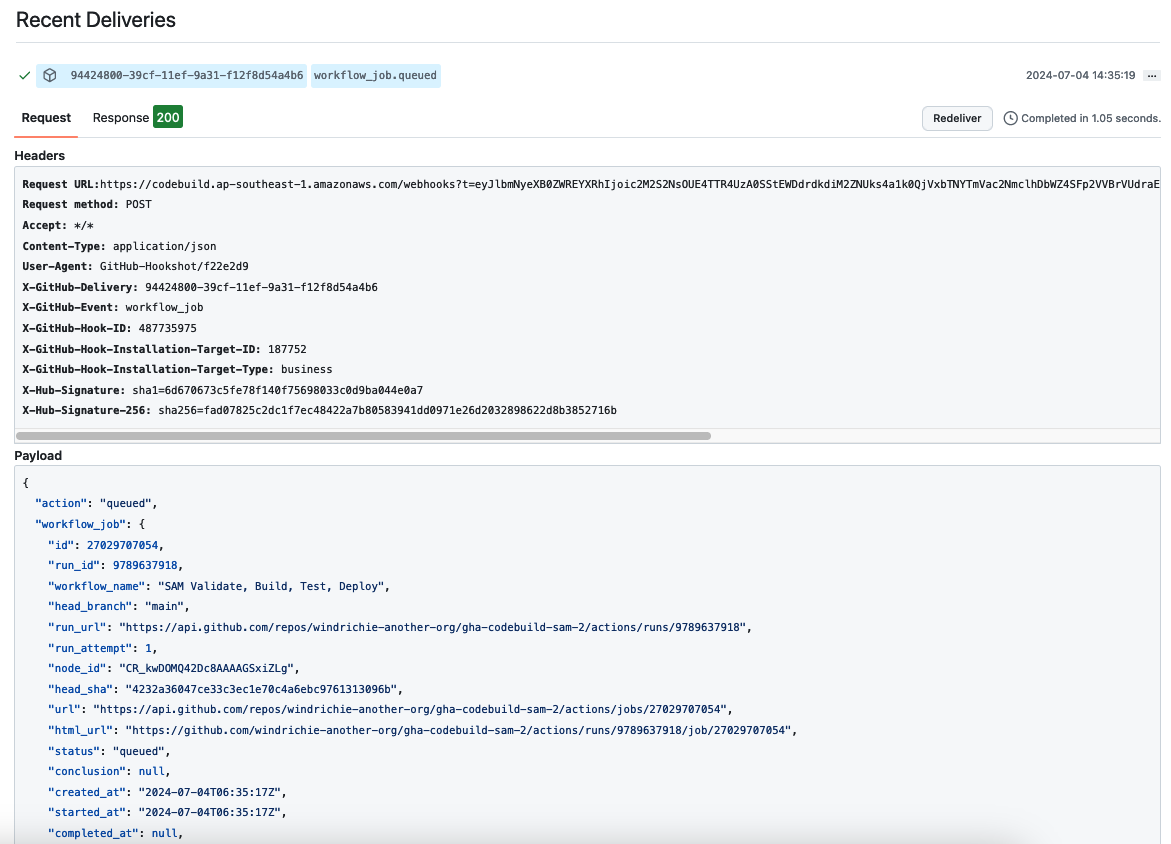 Recent Deliveries
94424800-39cf-11ef-9a31-f12f8d54a4b6 workflow_job.queued 2024-07-04 14:35:19 ...
Request Response 200 Redeliver Completed in 1.05 seconds.
Headers
Request URL:https://codebuild.ap-southeast-1.amazonaws.com/webhooks?t=eyJlbmNyeXB0ZWREYXRhIjoic2M2S2NsOUE4TTR4UzA0SStEWDdrdkdiM2ZNUks4a1k0QjVxbTNYTmVac2NmclhDbWZ4SFp2VVBrVUdraE
Request method: POST
Accept: */*
Content-Type: application/json
User-Agent: GitHub-Hookshot/f22e2d9
X-GitHub-Delivery: 94424800-39cf-11ef-9a31-f12f8d54a4b6
X-GitHub-Event: workflow_job
X-GitHub-Hook-ID: 487735975
X-GitHub-Hook-Installation-Target-ID: 187752
X-GitHub-Hook-Installation-Target-Type: business
X-Hub-Signature: sha1=6d670673c5fe78f140f75698033c0d9ba044e0a7
X-Hub-Signature-256: sha256=fad07825c2dc1f7ec48422a7b80583941dd0971e26d2032898622d8b3852716b
Payload
{
"action": "queued",
"workflow_job": {
"id": 27029707054,
"run_id": 9789637918,
"workflow_name": "SAM Validate, Build, Test, Deploy",
"head_branch": "main",
"run_url": "https://api.github.com/repos/windrichie-another-org/gha-codebuild-sam-2/actions/runs/9789637918",
"run_attempt": 1,
"node_id": "CR_kwDOMQ42Dc8AAAAGSxiZLg",
"head_sha": "4232a36047ce33c3ec1e70c4a6ebc9761313096b",
"url": "https://api.github.com/repos/windrichie-another-org/gha-codebuild-sam-2/actions/jobs/27029707054",
"html_url": "https://github.com/windrichie-another-org/gha-codebuild-sam-2/actions/runs/9789637918/job/27029707054",
"status": "queued",
"conclusion": null,
"created_at": "2024-07-04T06:35:17Z",
"started_at": "2024-07-04T06:35:17Z",
"completed_at": null,